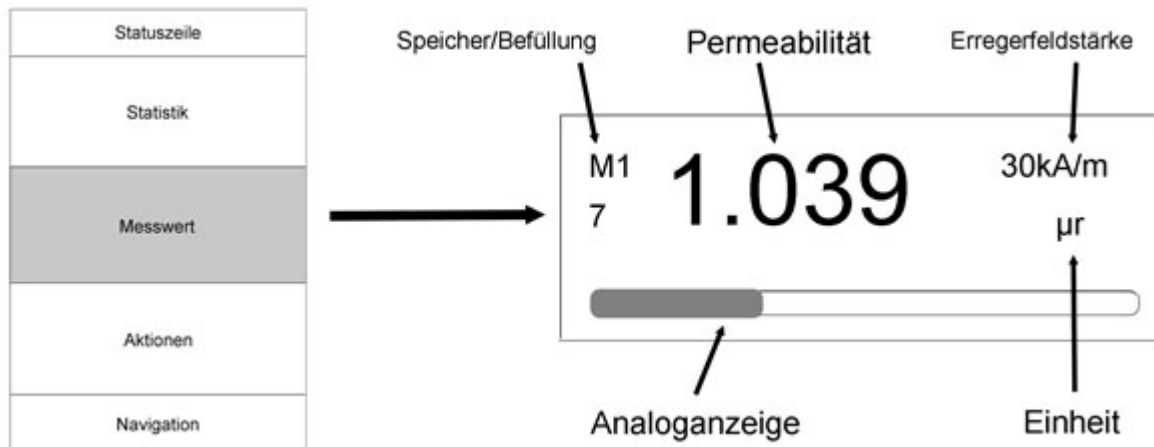 Statuszeile
Statistik
Messwert
Aktionen
Navigation
Speicher/Befüllung
Permeabilität
Erregerfeldstärke
M1
1.039
30kA/m
7
µr
Analoganzeige
Einheit